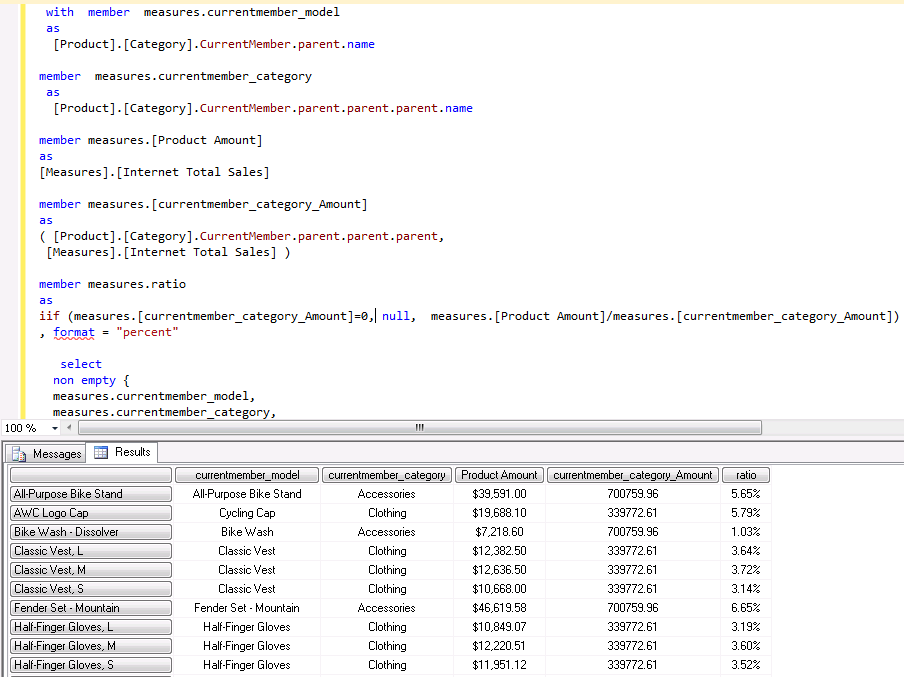 with member measures.currentmember_model
as
[Product].[Category].CurrentMember.parent.name
member measures.currentmember_category
as
[Product].[Category].CurrentMember.parent.parent.parent.name
member measures.[Product Amount]
as
[Measures].[Internet Total Sales]
member measures.[currentmember_category_Amount]
as
( [Product].[Category].CurrentMember.parent.parent.parent,
[Measures].[Internet Total Sales] )
member measures.ratio
as
iif (measures.[currentmember_category_Amount]=0, null, measures.[Product Amount]/measures.[currentmember_category_Amount])
, format = "percent"
select
non empty {
measures.currentmember_model,
measures.currentmember_category,
100 %
Messages Results
currentmember_model currentmember_category Product Amount currentmember_category_Amount ratio
All-Purpose Bike Stand All-Purpose Bike Stand Accessories $39,591.00 700759.96 5.65%
AWC Logo Cap Cycling Cap Clothing $19,688.10 339772.61 5.79%
Bike Wash - Dissolver Bike Wash Accessories $7,218.60 700759.96 1.03%
Classic Vest, L Classic Vest Clothing $12,382.50 339772.61 3.64%
Classic Vest, M Classic Vest Clothing $12,636.50 339772.61 3.72%
Classic Vest, S Classic Vest Clothing $10,668.00 339772.61 3.14%
Fender Set - Mountain Fender Set - Mountain Accessories $46,619.58 700759.96 6.65%
Half-Finger Gloves, L Half-Finger Gloves Clothing $10,849.07 339772.61 3.19%
Half-Finger Gloves, M Half-Finger Gloves Clothing $12,220.51 339772.61 3.60%
Half-Finger Gloves, S Half-Finger Gloves Clothing $11,951.12 339772.61 3.52%